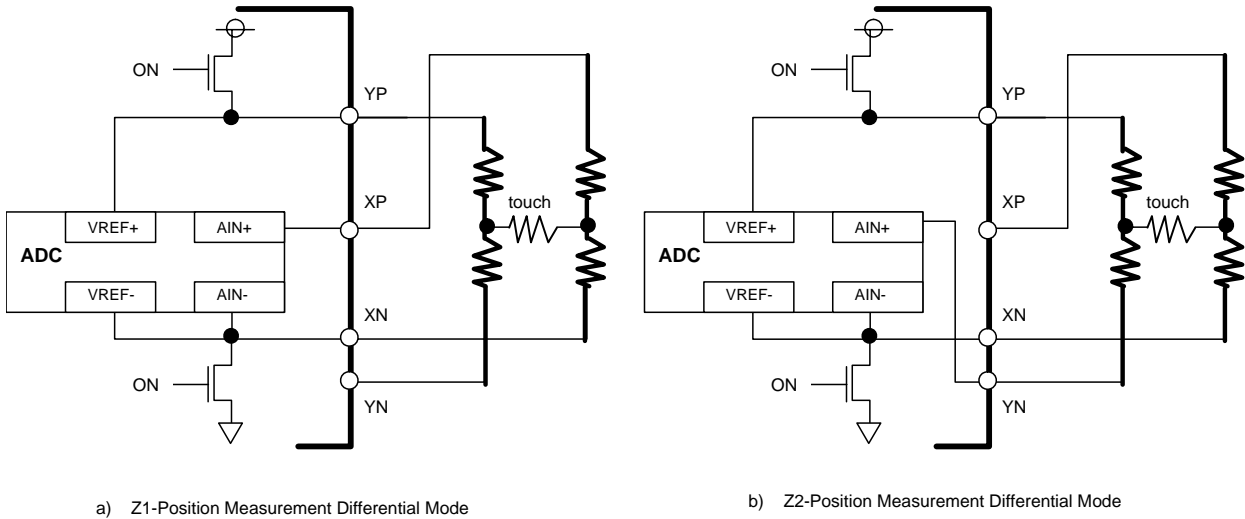 ON
YP
XP
touch
VREF+
AIN+
ADC
VREF-
AIN-
XN
ON
YN
a) Z1-Position Measurement Differential Mode
ON
YP
XP
touch
VREF+
AIN+
ADC
VREF-
AIN-
XN
ON
YN
b) Z2-Position Measurement Differential Mode